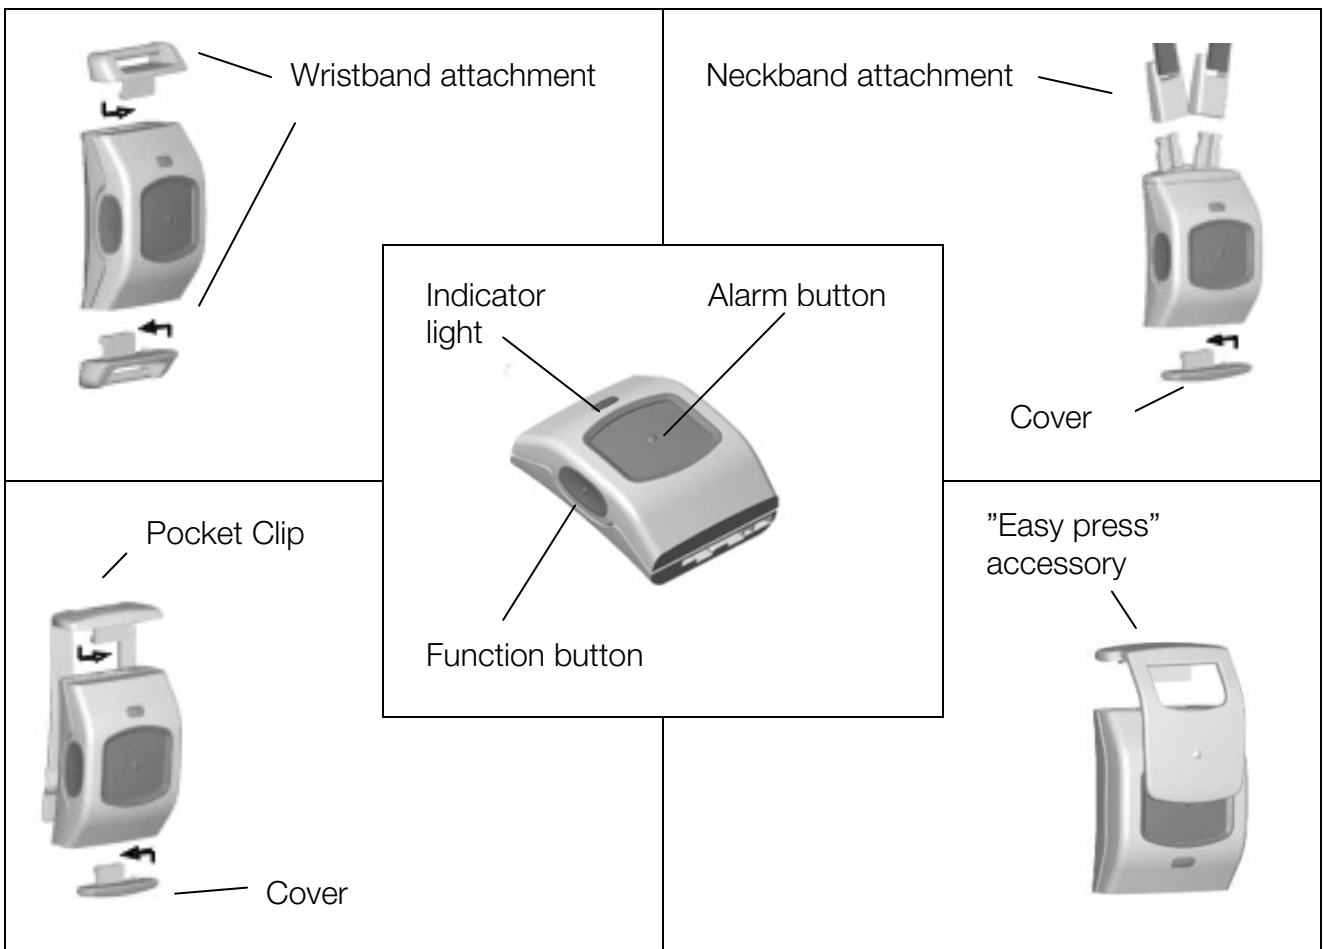 Wristband attachment
Neckband attachment
Cover
Indicator
light
Alarm button
Function button
Pocket Clip
Cover
”Easy press”
accessory